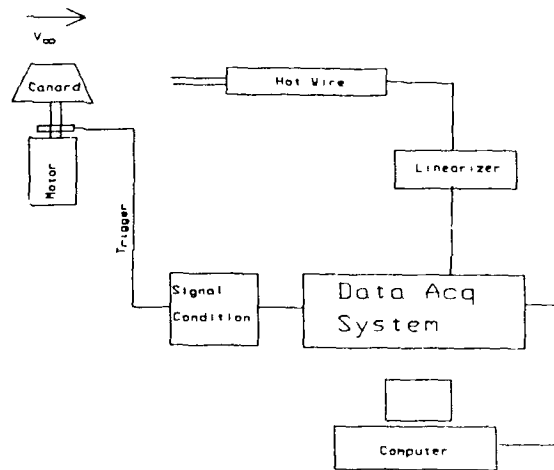 V∞
Canard
Hot Wire
Motor
Linearizer
Trigger
Signal
Condition
Data Acq
System
Computer